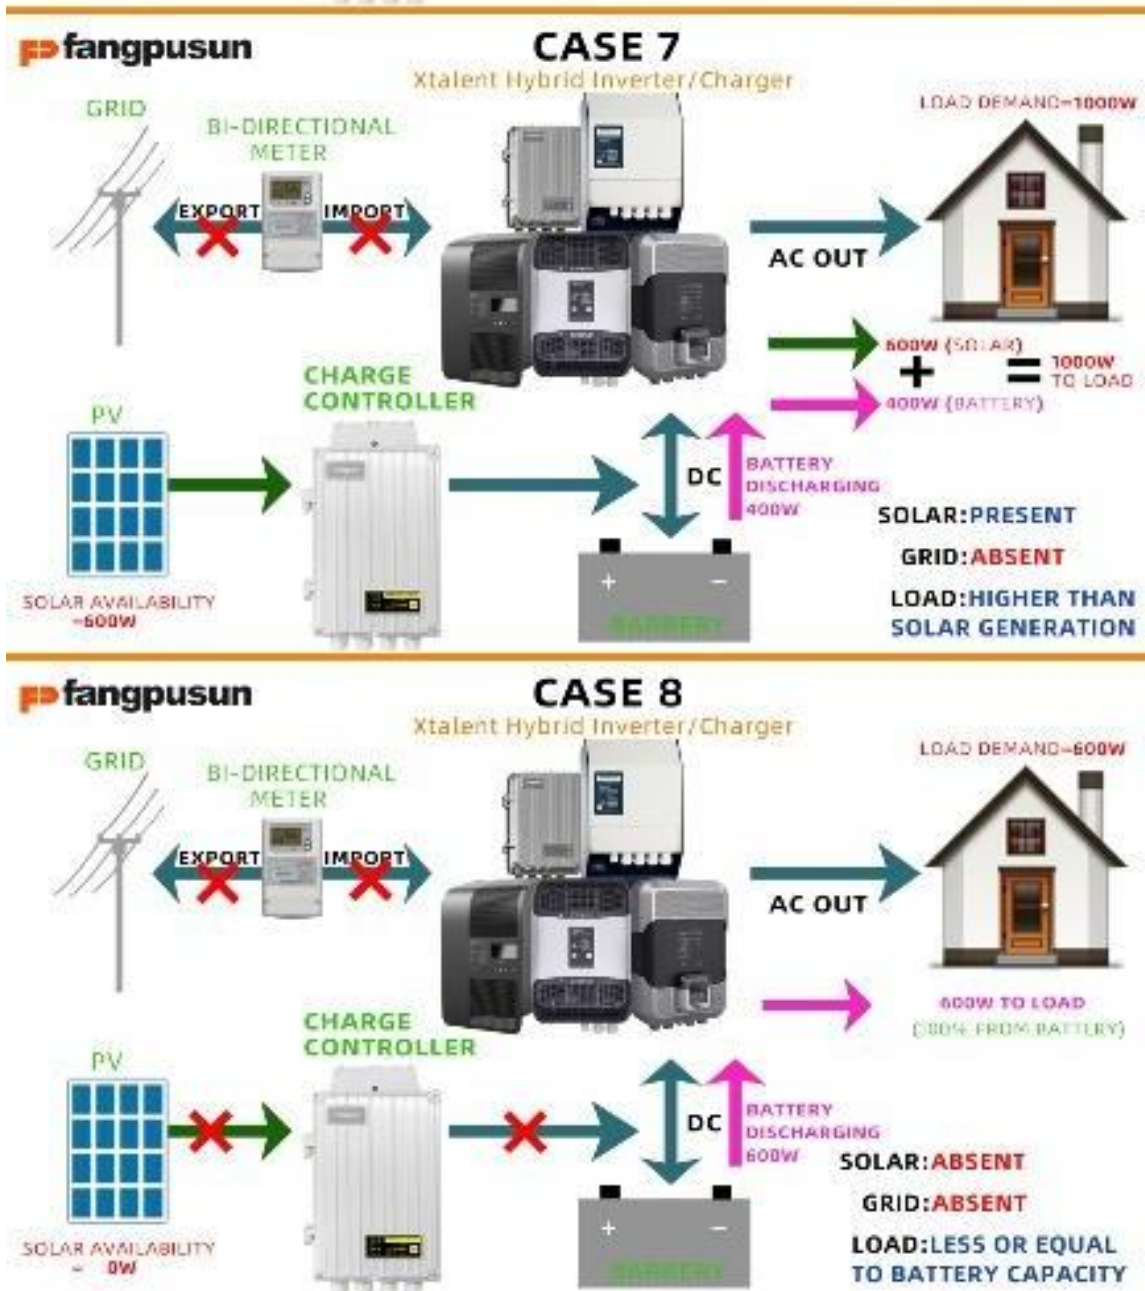 fangpusun
CASE 7
Xtalent Hybrid Inverter/Charger
GRID
BI-DIRECTIONAL
METER
EXPORT
IMPORT
LOAD DEMAND=1000W
AC OUT
600W (SOLAR)
+
=
1000W
TO LOAD
400W (BATTERY)
CHARGE
CONTROLLER
PV
SOLAR AVAILABILITY
=600W
DC
BATTERY
DISCHARGING
400W
+ −
BARRERY
SOLAR:PRESENT
GRID:ABSENT
LOAD:HIGHER THAN
SOLAR GENERATION
fangpusun
CASE 8
Xtalent Hybrid Inverter/Charger
GRID
BI-DIRECTIONAL
METER
EXPORT
IMPORT
LOAD DEMAND=600W
AC OUT
600W TO LOAD
(100% FROM BATTERY)
CHARGE
CONTROLLER
PV
SOLAR AVAILABILITY
= 0W
DC
BATTERY
DISCHARGING
600W
+ −
BARRERY
SOLAR:ABSENT
GRID:ABSENT
LOAD:LESS OR EQUAL
TO BATTERY CAPACITY